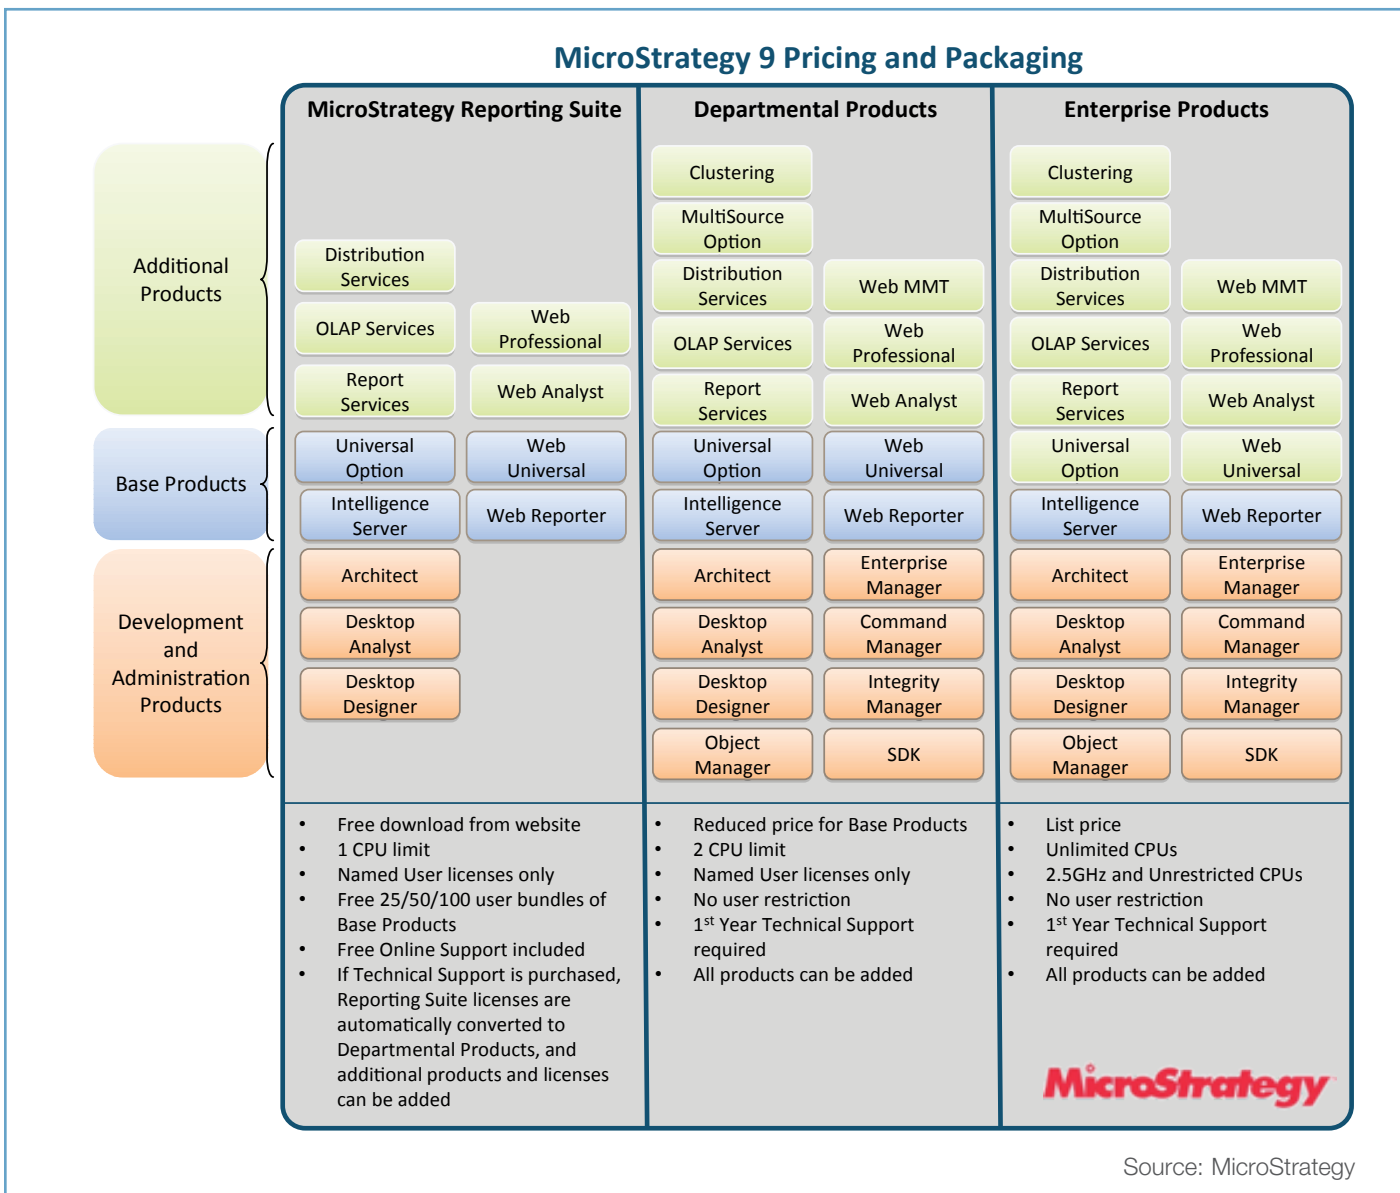 MicroStrategy 9 Pricing and Packaging
MicroStrategy Reporting Suite
Departmental Products
Enterprise Products
Additional
Products
Base Products
Development
and
Administration
Products
Distribution
Services
OLAP Services
Web
Professional
Report
Services
Web Analyst
Universal
Option
Web
Universal
Intelligence
Server
Web Reporter
Architect
Desktop
Analyst
Desktop
Designer
Clustering
MultiSource
Option
Distribution
Services
Web MMT
OLAP Services
Web
Professional
Report
Services
Web Analyst
Universal
Option
Web
Universal
Intelligence
Server
Web Reporter
Architect
Enterprise
Manager
Desktop
Analyst
Command
Manager
Desktop
Designer
Integrity
Manager
Object
Manager
SDK
Clustering
MultiSource
Option
Distribution
Services
Web MMT
OLAP Services
Web
Professional
Report
Services
Web Analyst
Universal
Option
Web
Universal
Intelligence
Server
Web Reporter
Architect
Enterprise
Manager
Desktop
Analyst
Command
Manager
Desktop
Designer
Integrity
Manager
Object
Manager
SDK
• Free download from website
• 1 CPU limit
• Named User licenses only
• Free 25/50/100 user bundles of
Base Products
• Free Online Support included
• If Technical Support is purchased,
Reporting Suite licenses are
automatically converted to
Departmental Products, and
additional products and licenses
can be added
• Reduced price for Base Products
• 2 CPU limit
• Named User licenses only
• No user restriction
• 1st Year Technical Support
required
• All products can be added
• List price
• Unlimited CPUs
• 2.5GHz and Unrestricted CPUs
• No user restriction
• 1st Year Technical Support
required
• All products can be added
MicroStrategy
Source: MicroStrategy